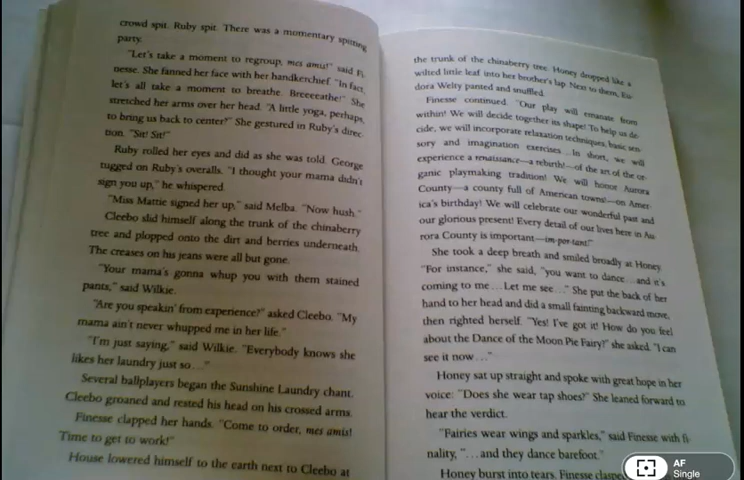 crowd spit. Ruby spit. There was a momentary spitting
party.
"Let's take a moment to regroup, mes amis!" said Fi-
nesse. She fanned her face with her handkerchief. "In fact,
let's all take a moment to breathe. Breeeeathe!" She
stretched her arms over her head. "A little yoga, perhaps,
to bring us back to center?" She gestured in Ruby's direc-
tion. "Sit! Sit!"
Ruby rolled her eyes and did as she was told. George
tugged on Ruby's overalls. "I thought your mama didn't
sign you up," he whispered.
"Miss Mattie signed her up," said Melba. "Now hush."
Cleebo slid himself along the trunk of the chinaberry
tree and plopped onto the dirt and berries underneath.
The creases on his jeans were all but gone.
"Your mama's gonna whup you with them stained
pants," said Wilkie.
"Are you speakin' from experience?" asked Cleebo. "My
mama ain't never whupped me in her life."
"I'm just saying," said Wilkie. "Everybody knows she
likes her laundry just so..."
Several ballplayers began the Sunshine Laundry chant.
Cleebo groaned and rested his head on his crossed arms.
Finesse clapped her hands. "Come to order, mes amis!
Time to get to work!"
House lowered himself to the earth next to Cleebo at
the trunk of the chinaberry tree. Honey dropped like a
wilted little leaf into her brother's lap. Next to them, Eu-
dora Welty panted and snuffled.
Finesse continued. "Our play will emanate from
within! We will decide together its shape! To help us de-
cide, we will incorporate relaxation techniques, basic sen-
sory and imagination exercises... In short, we will
experience a renaissance—a rebirth!—of the art of the or-
ganic playmaking tradition! We will honor Aurora
County—a county full of American towns!—on Amer-
ica's birthday! We will celebrate our wonderful past and
our glorious present! Every detail of our lives here in Au-
rora County is important—im-por-tant!"
She took a deep breath and smiled broadly at Honey.
"For instance," she said, "you want to dance...and it's
coming to me...Let me see..." She put the back of her
hand to her head and did a small fainting backward move,
then righted herself. "Yes! I've got it! How do you feel
about the Dance of the Moon Pie Fairy?" she asked. "I can
see it now..."
Honey sat up straight and spoke with great hope in her
voice: "Does she wear tap shoes?" She leaned forward to
hear the verdict.
"Fairies wear wings and sparkles," said Finesse with fi-
nality, "...and they dance barefoot."
Honey burst into tears. Finesse
AF
Single